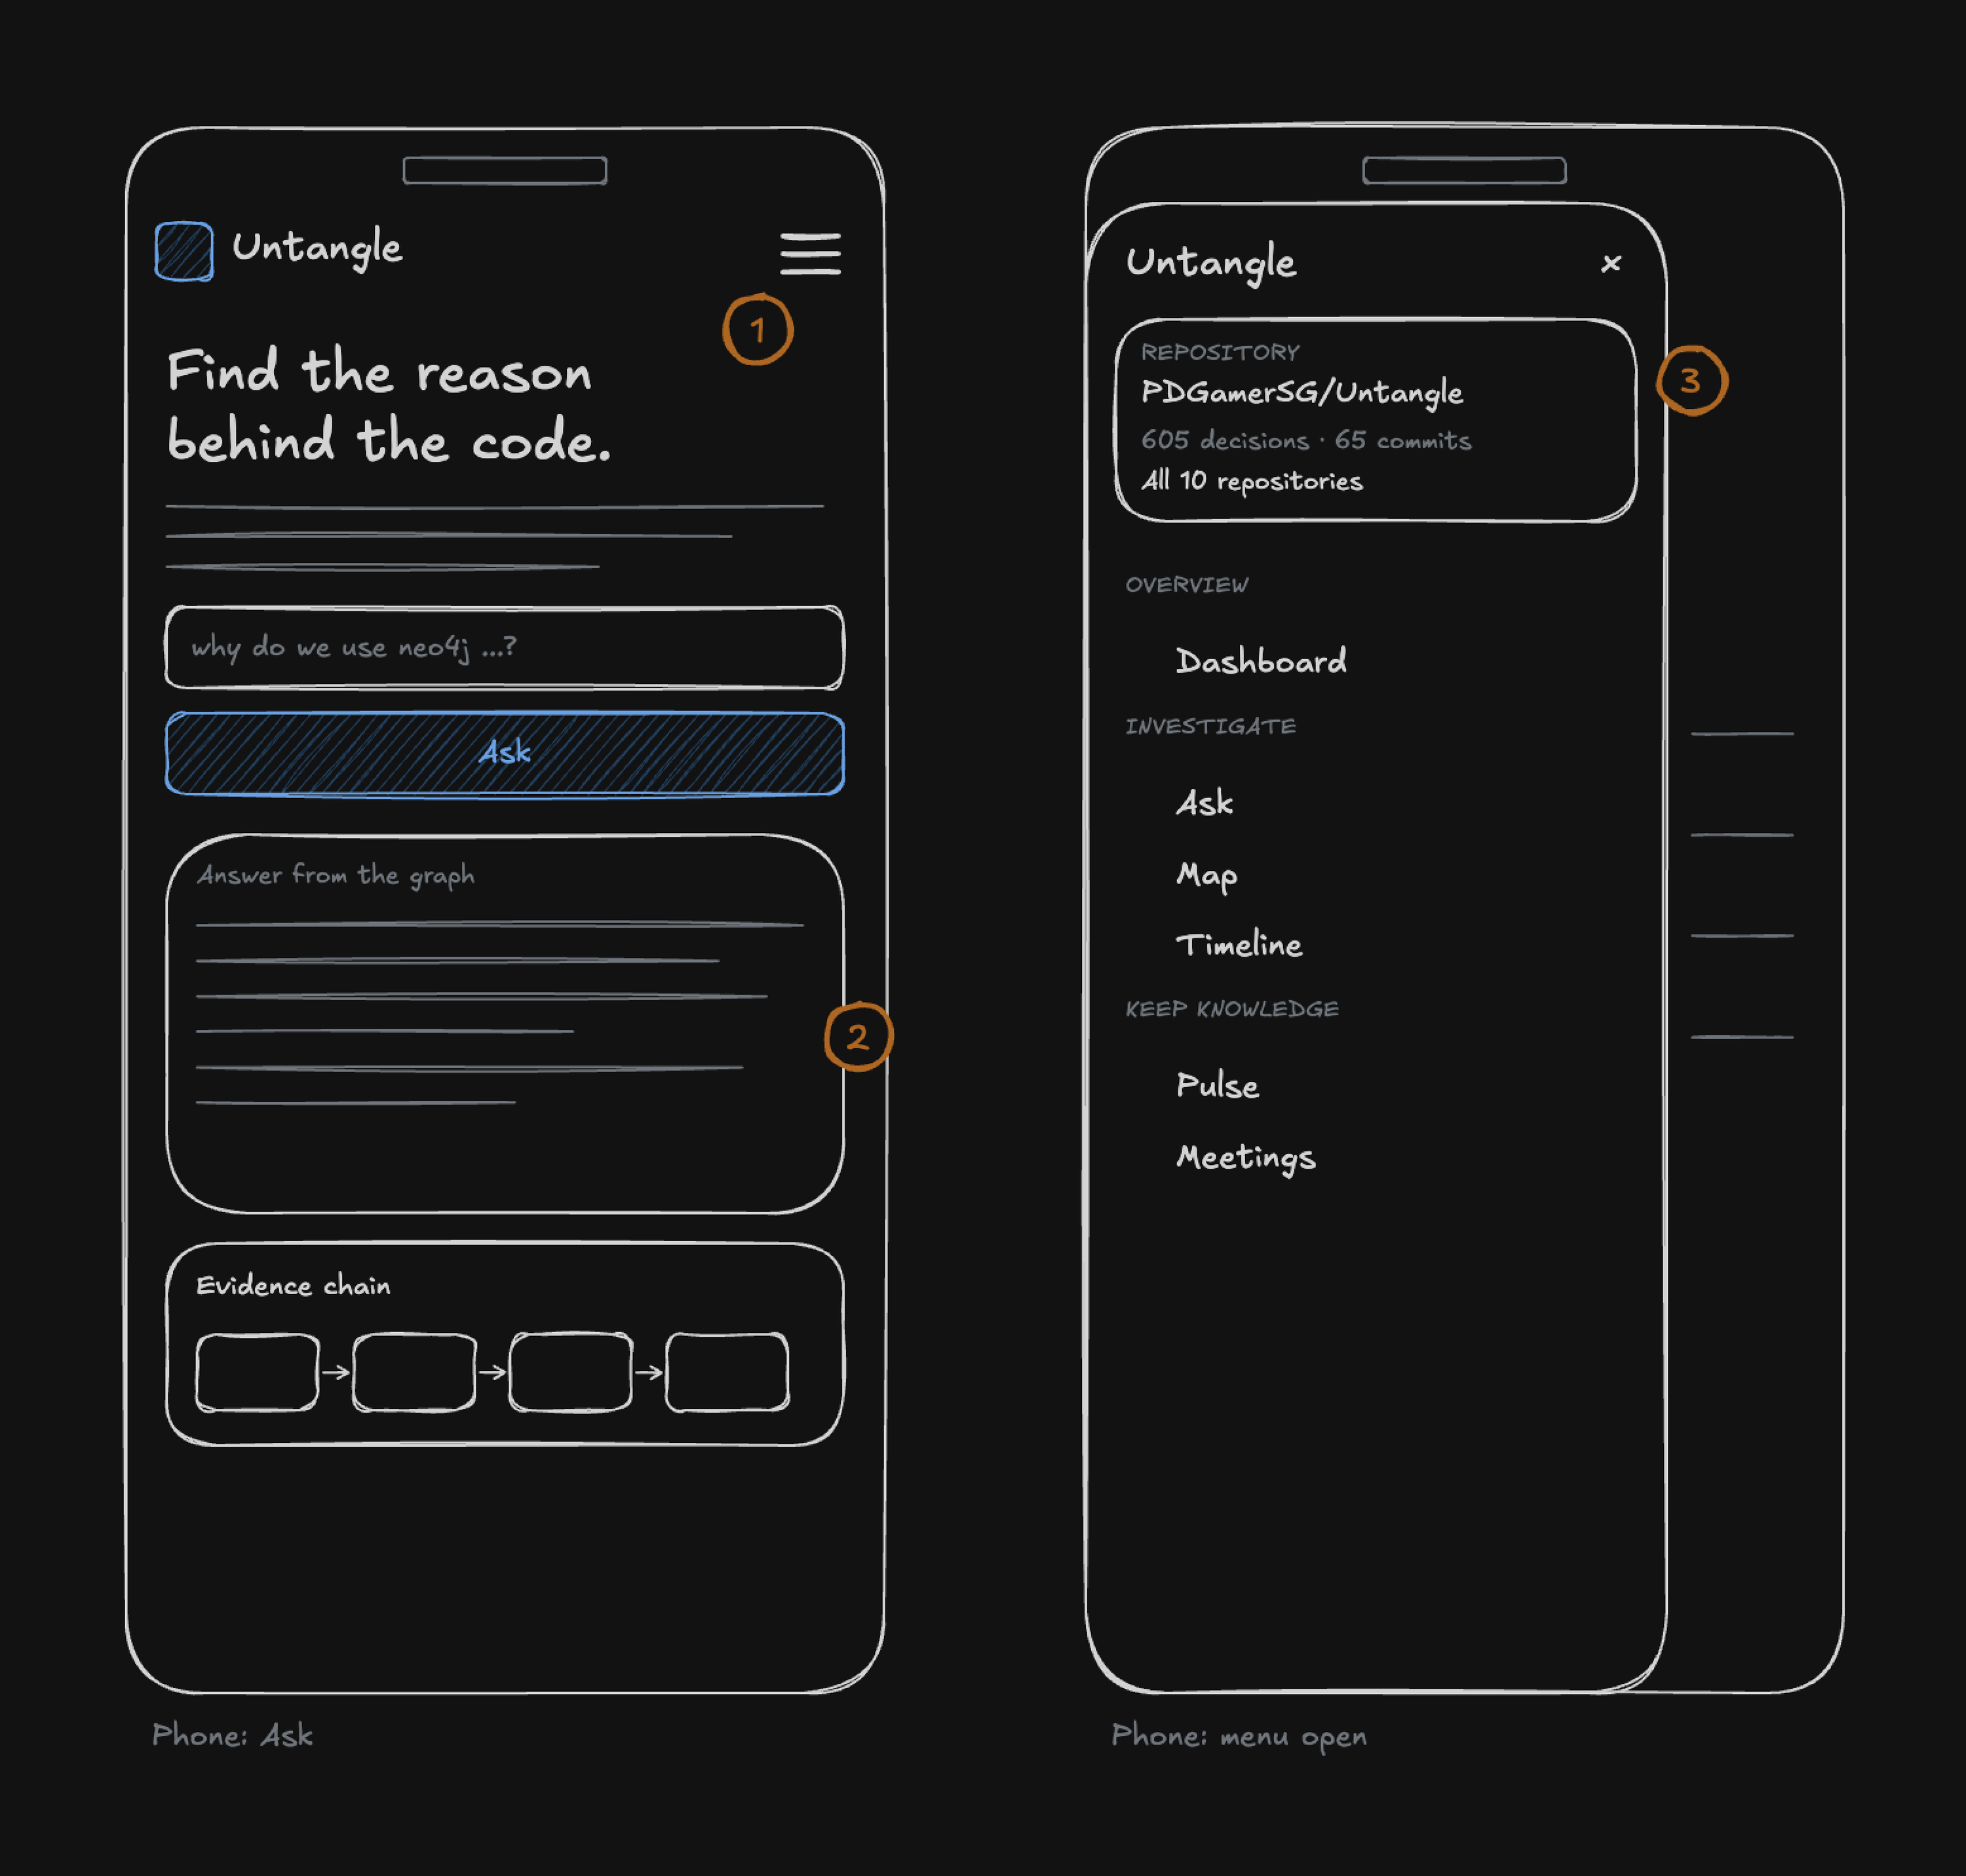 Untangle
1
Find the reason
behind the code.
why do we use neo4j ...?
Ask
Answer from the graph
2
Evidence chain
Phone: Ask
Untangle
×
REPOSITORY
PDGamerSG/Untangle
605 decisions · 65 commits
All 10 repositories
3
OVERVIEW
Dashboard
INVESTIGATE
Ask
Map
Timeline
KEEP KNOWLEDGE
Pulse
Meetings
Phone: menu open